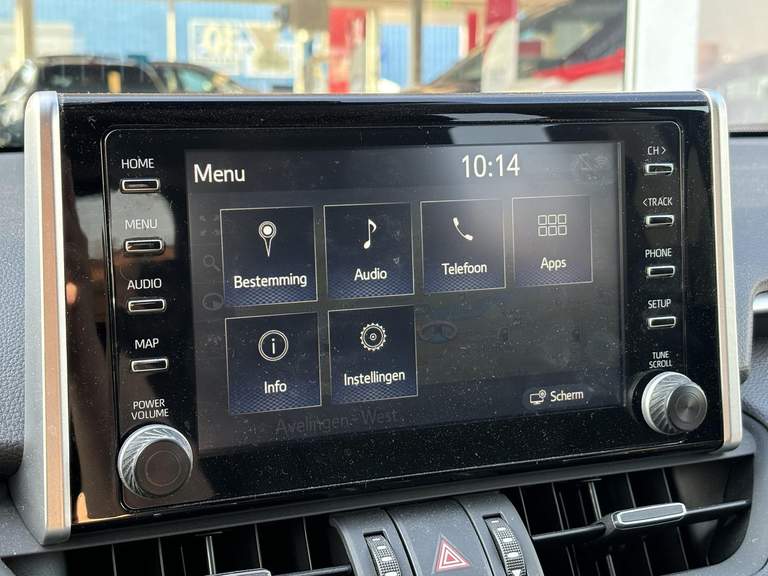 HOME
MENU
AUDIO
MAP
POWER
VOLUME
Menu
10:14
Bestemming
Audio
Telefoon
Apps
Info
Instellingen
Avelingen-West
Scherm
CH >
< TRACK
PHONE
SETUP
TUNE
SCROLL